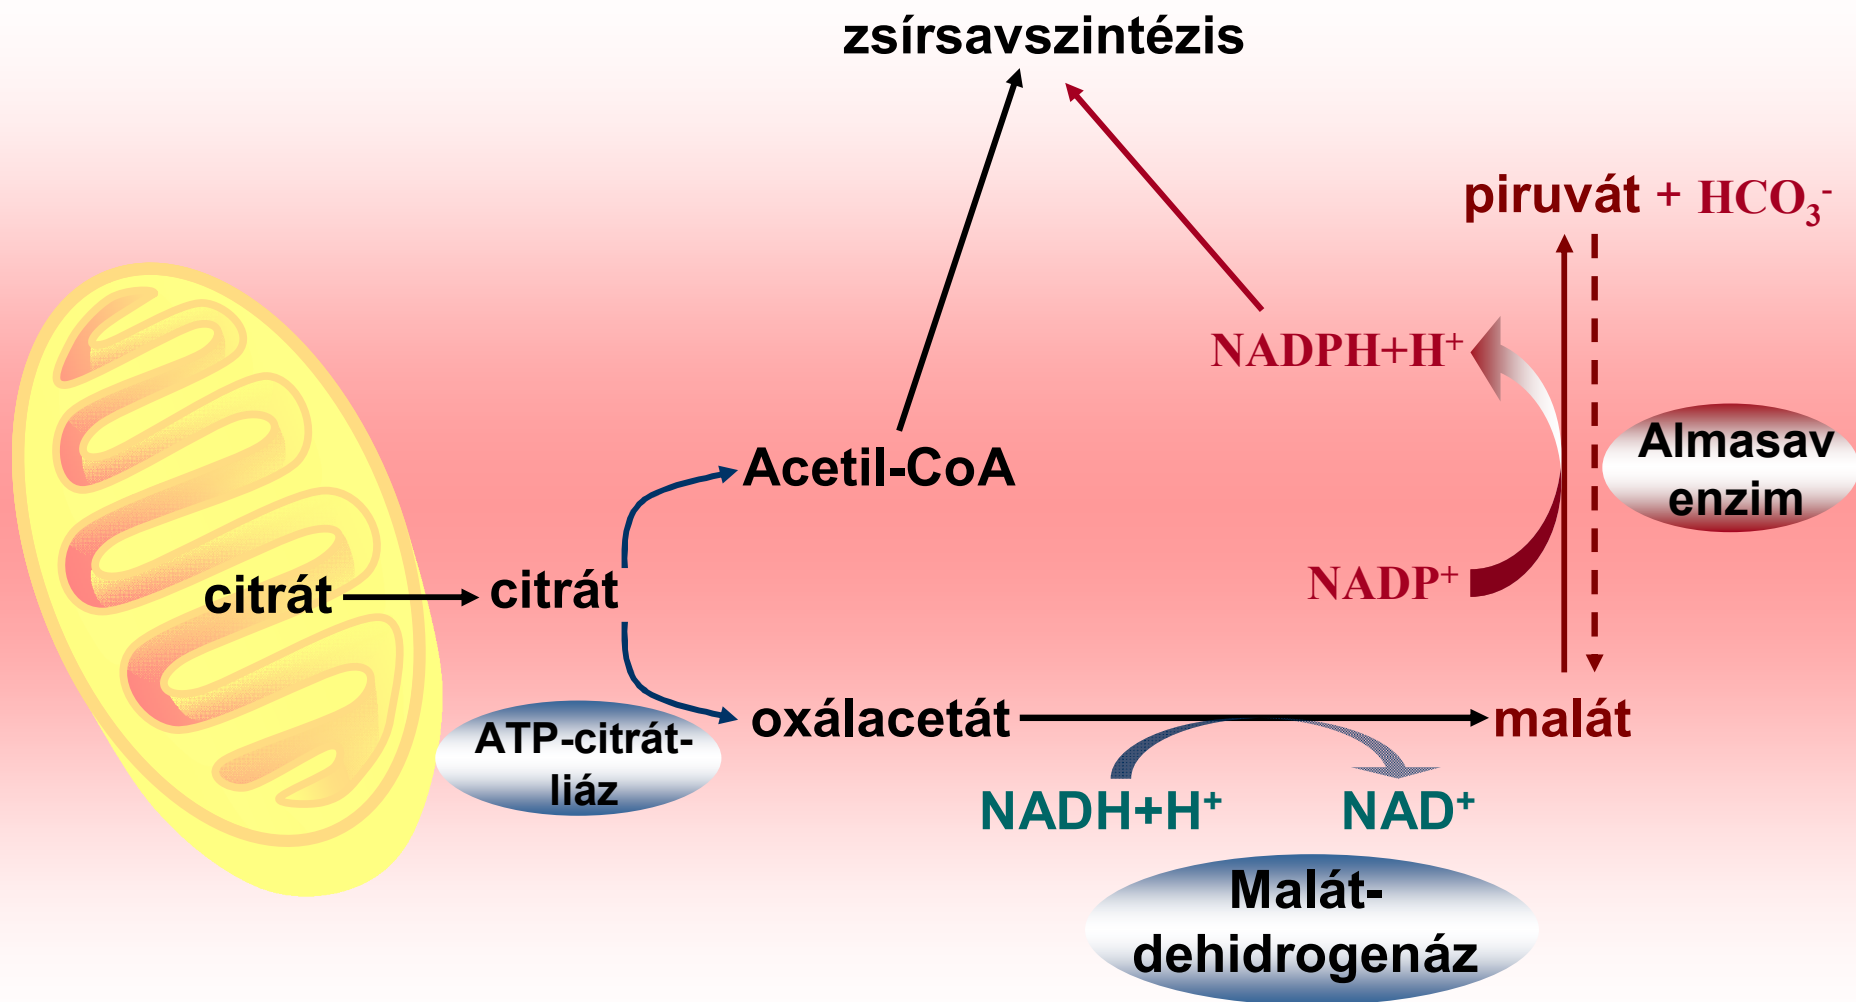 zsírsavszintézis
piruvát + HCO₃⁻
NADPH+H⁺
Almasav
enzim
Acetil-CoA
NADP⁺
citrát
citrát
oxálacetát
malát
ATP-citrát-
liáz
NADH+H⁺
NAD⁺
Malát-
dehidrogenáz